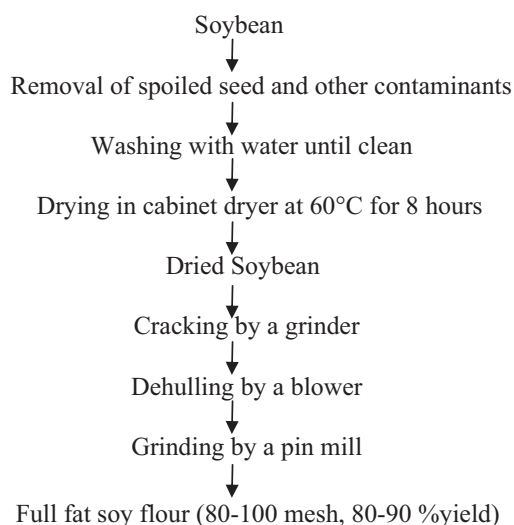 Soybean
Removal of spoiled seed and other contaminants
Washing with water until clean
Drying in cabinet dryer at 60°C for 8 hours
Dried Soybean
Cracking by a grinder
Dehulling by a blower
Grinding by a pin mill
Full fat soy flour (80-100 mesh, 80-90 %yield)